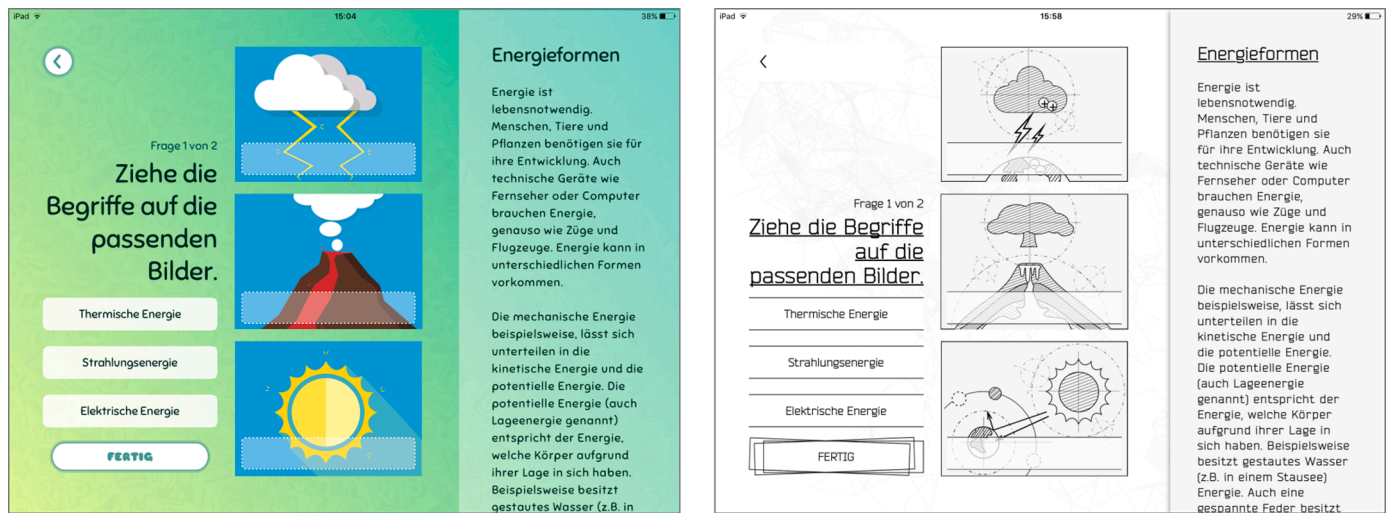 iPad
15:04
38%
Frage 1 von 2
Ziehe die
Begriffe auf die
passenden
Bilder.
Thermische Energie
Strahlungsenergie
Elektrische Energie
FERTIG
Energieformen
Energie ist
lebensnotwendig.
Menschen, Tiere und
Pflanzen benötigen sie für
ihre Entwicklung. Auch
technische Geräte wie
Fernseher oder Computer
brauchen Energie,
genauso wie Züge und
Flugzeuge. Energie kann in
unterschiedlichen Formen
vorkommen.
Die mechanische Energie
beispielsweise, lässt sich
unterteilen in die
kinetische Energie und die
potentielle Energie. Die
potentielle Energie (auch
Lageenergie genannt)
entspricht der Energie,
welche Körper aufgrund
ihrer Lage in sich haben.
Beispielsweise besitzt
gestautes Wasser (z.B. in
iPad
15:58
29%
Frage 1 von 2
Ziehe die Begriffe
auf die
passenden Bilder.
Thermische Energie
Strahlungsenergie
Elektrische Energie
FERTIG
Energieformen
Energie ist
lebensnotwendig.
Menschen, Tiere und
Pflanzen benötigen sie
für ihre Entwicklung. Auch
technische Geräte wie
Fernseher oder Computer
brauchen Energie,
genauso wie Züge und
Flugzeuge. Energie kann in
unterschiedlichen Formen
vorkommen.
Die mechanische Energie
beispielsweise, lässt sich
unterteilen in die
kinetische Energie und
die potentielle Energie.
Die potentielle Energie
(auch Lageenergie
genannt) entspricht der
Energie, welche Körper
aufgrund ihrer Lage in
sich haben. Beispielsweise
besitzt gestautes Wasser
(z.B. in einem Stausee)
Energie. Auch eine
gespannte Feder besitzt